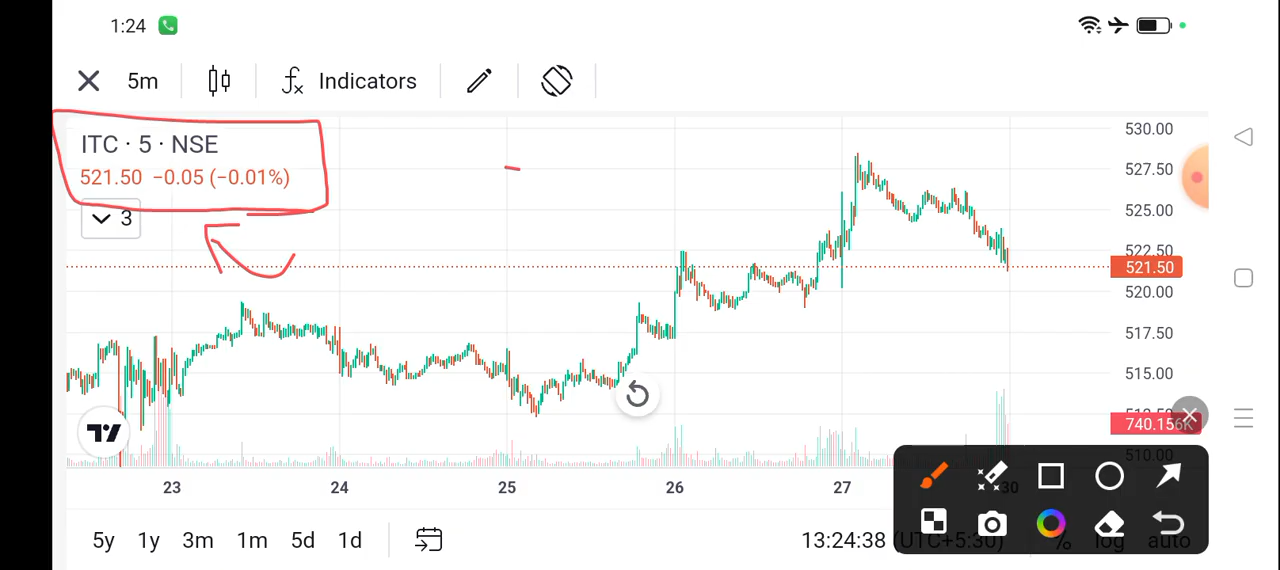 1:24
5m Indicators
ITC · 5 · NSE
521.50 −0.05 (−0.01%)
3
530.00
527.50
525.00
522.50
521.50
520.00
517.50
515.00
740.156K
510.00
23 24 25 26 27 30
5y 1y 3m 1m 5d 1d 13:24:38 (UTC+5:30) % log auto